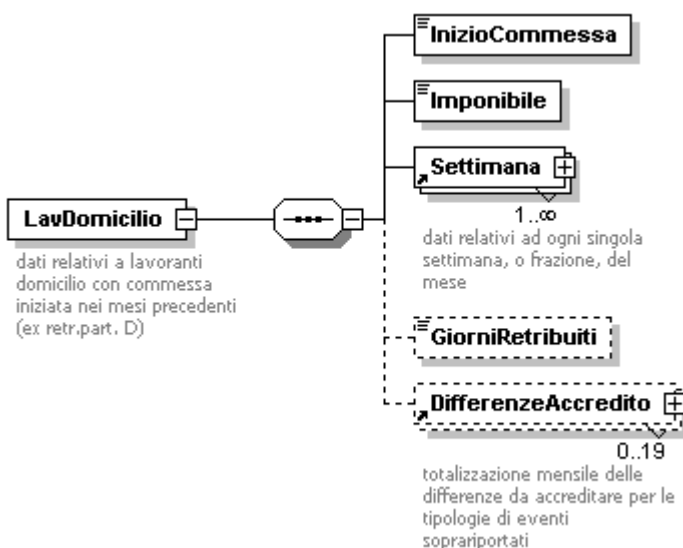 InizioCommessa
Imponibile
Settimana
1..∞
dati relativi ad ogni singola
settimana, o frazione, del
mese
LavDomicilio
dati relativi a lavoranti
domicilio con commessa
iniziata nei mesi precedenti
(ex retr.part. D)
GiorniRetribuiti
DifferenzeAccredito
0..19
totalizzazione mensile delle
differenze da accreditare per le
tipologie di eventi
soprariportati